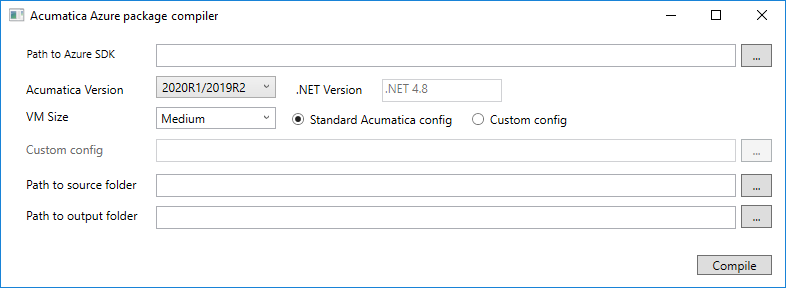 Acumatica Azure package compiler
Path to Azure SDK ...
Acumatica Version 2020R1/2019R2 .NET Version .NET 4.8
VM Size Medium Standard Acumatica config Custom config
Custom config ...
Path to source folder ...
Path to output folder ...
Compile